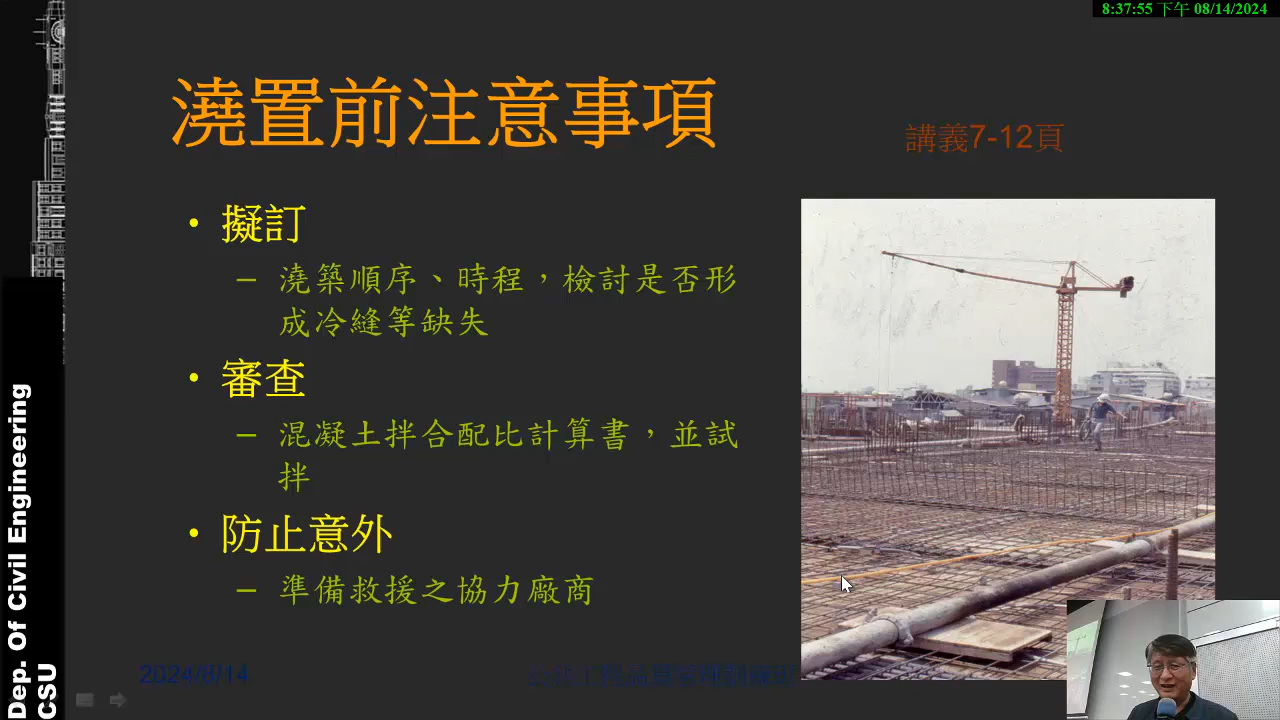 8:37:55 下午 08/14/2024
澆置前注意事項
講義7-12頁
• 擬訂
– 澆築順序、時程，檢討是否形
成冷縫等缺失
• 審查
– 混凝土拌合配比計算書，並試
拌
• 防止意外
– 準備救援之協力廠商
2024/8/14
Dep. Of Civil Engineering
CSU